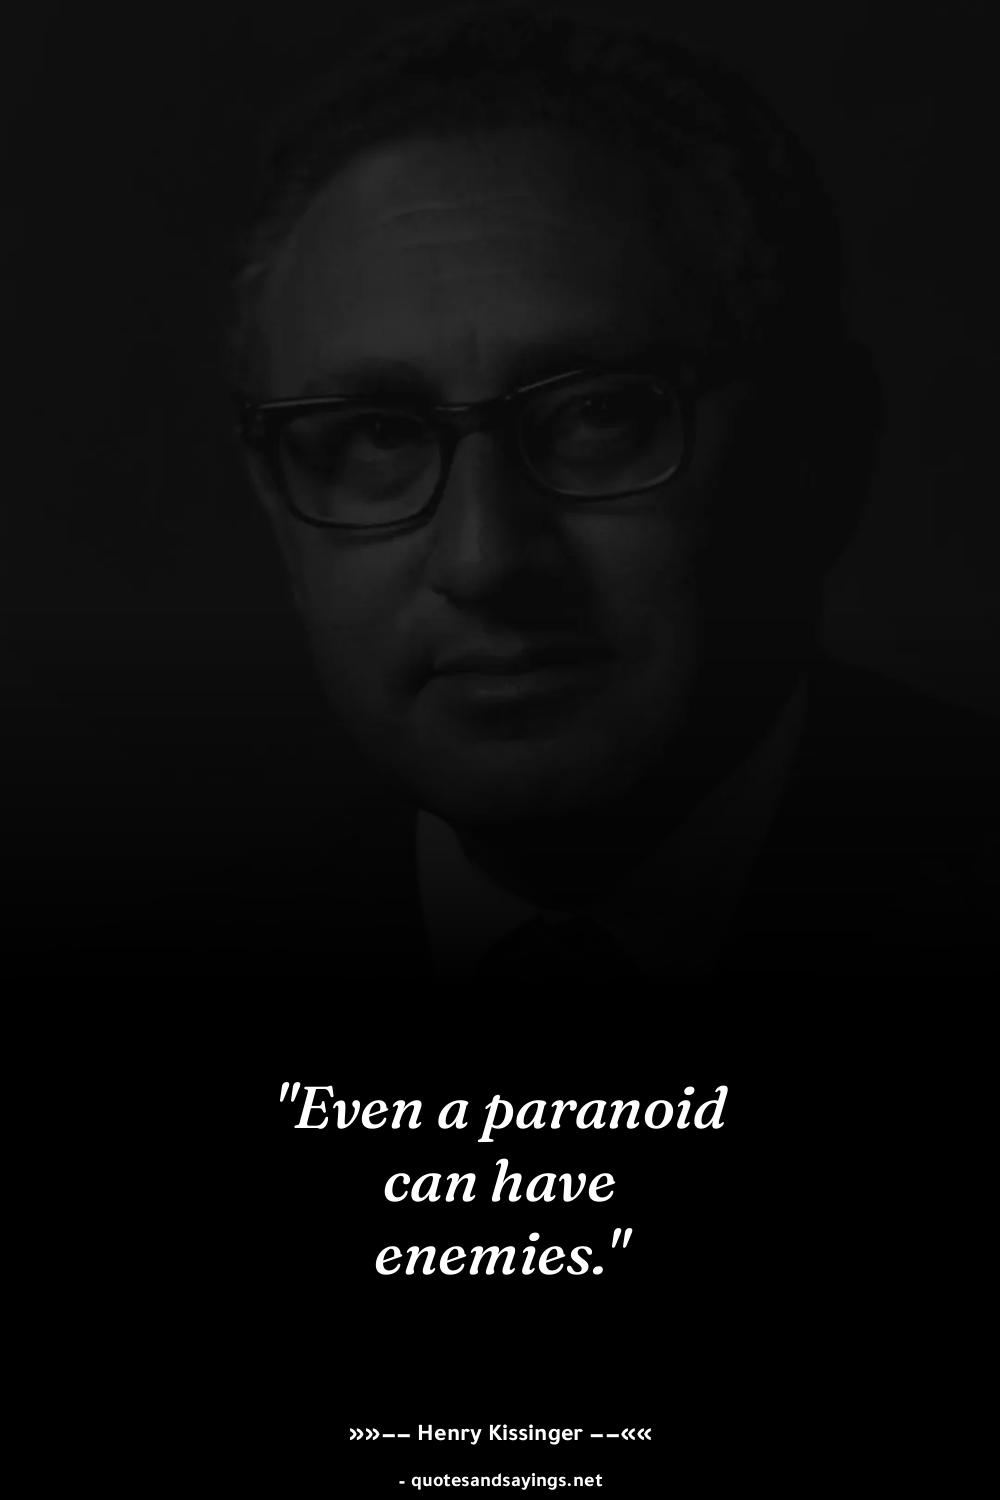 "Even a paranoid
can have
enemies."
»»−− Henry Kissinger −−««
- quotesandsayings.net